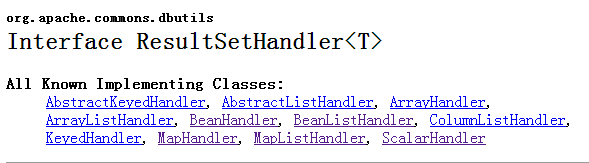 org.apache.commons.dbutils
Interface ResultSetHandler<T>
All Known Implementing Classes:
AbstractKeyedHandler, AbstractListHandler, ArrayHandler,
ArrayListHandler, BeanHandler, BeanListHandler, ColumnListHandler,
KeyedHandler, MapHandler, MapListHandler, ScalarHandler